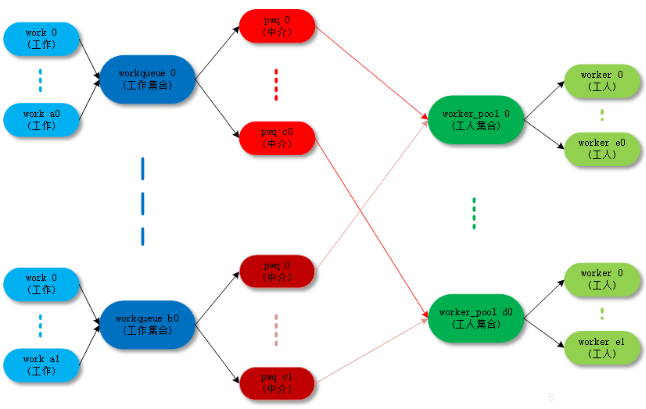 work 0
(工作)
work a0
(工作)
workqueue 0
(工作集合)
pwq 0
(中介)
pwq c0
(中介)
worker_pool 0
(工人集合)
worker 0
(工人)
worker e0
(工人)
work 0
(工作)
work a1
(工作)
workqueue b0
(工作集合)
pwq 0
(中介)
pwq c1
(中介)
worker_pool d0
(工人集合)
worker 0
(工人)
worker e1
(工人)
8